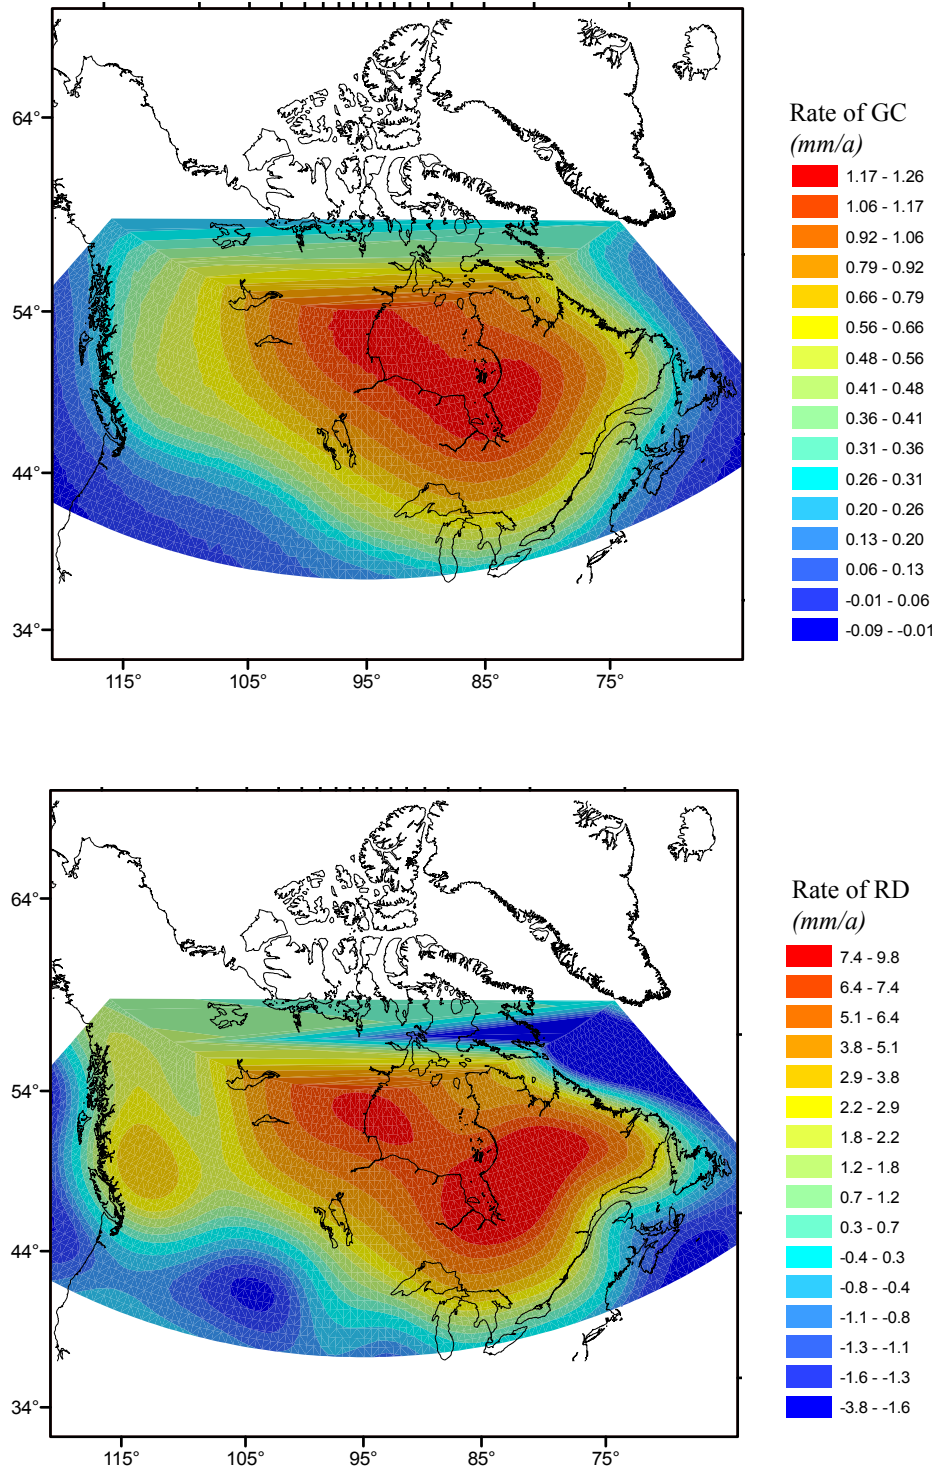 Rate of GC
(mm/a)
1.17 - 1.26
1.06 - 1.17
0.92 - 1.06
0.79 - 0.92
0.66 - 0.79
0.56 - 0.66
0.48 - 0.56
0.41 - 0.48
0.36 - 0.41
0.31 - 0.36
0.26 - 0.31
0.20 - 0.26
0.13 - 0.20
0.06 - 0.13
-0.01 - 0.06
-0.09 - -0.01
64°
54°
44°
34°
115°
105°
95°
85°
75°
Rate of RD
(mm/a)
7.4 - 9.8
6.4 - 7.4
5.1 - 6.4
3.8 - 5.1
2.9 - 3.8
2.2 - 2.9
1.8 - 2.2
1.2 - 1.8
0.7 - 1.2
0.3 - 0.7
-0.4 - 0.3
-0.8 - -0.4
-1.1 - -0.8
-1.3 - -1.1
-1.6 - -1.3
-3.8 - -1.6
64°
54°
44°
34°
115°
105°
95°
85°
75°